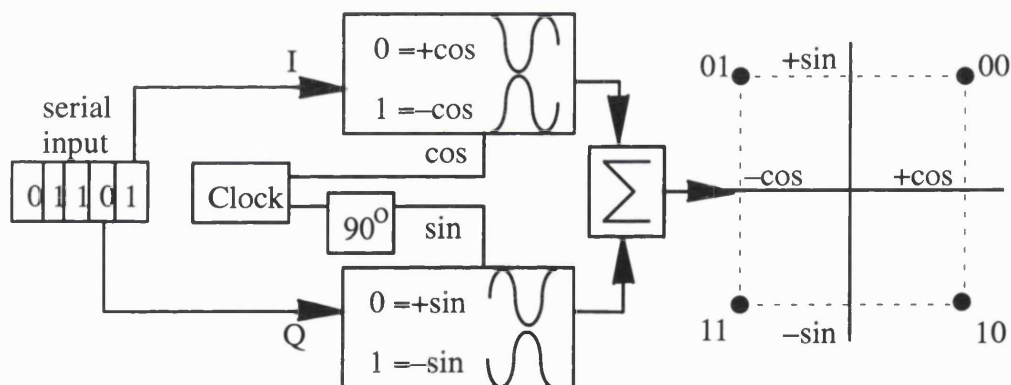 I
0 =+cos
1 =–cos
serial
input
0 1 1 0 1
cos
Clock
90°
sin
Q
0 =+sin
1 =–sin
∑
01
+sin
00
–cos
+cos
11
–sin
10